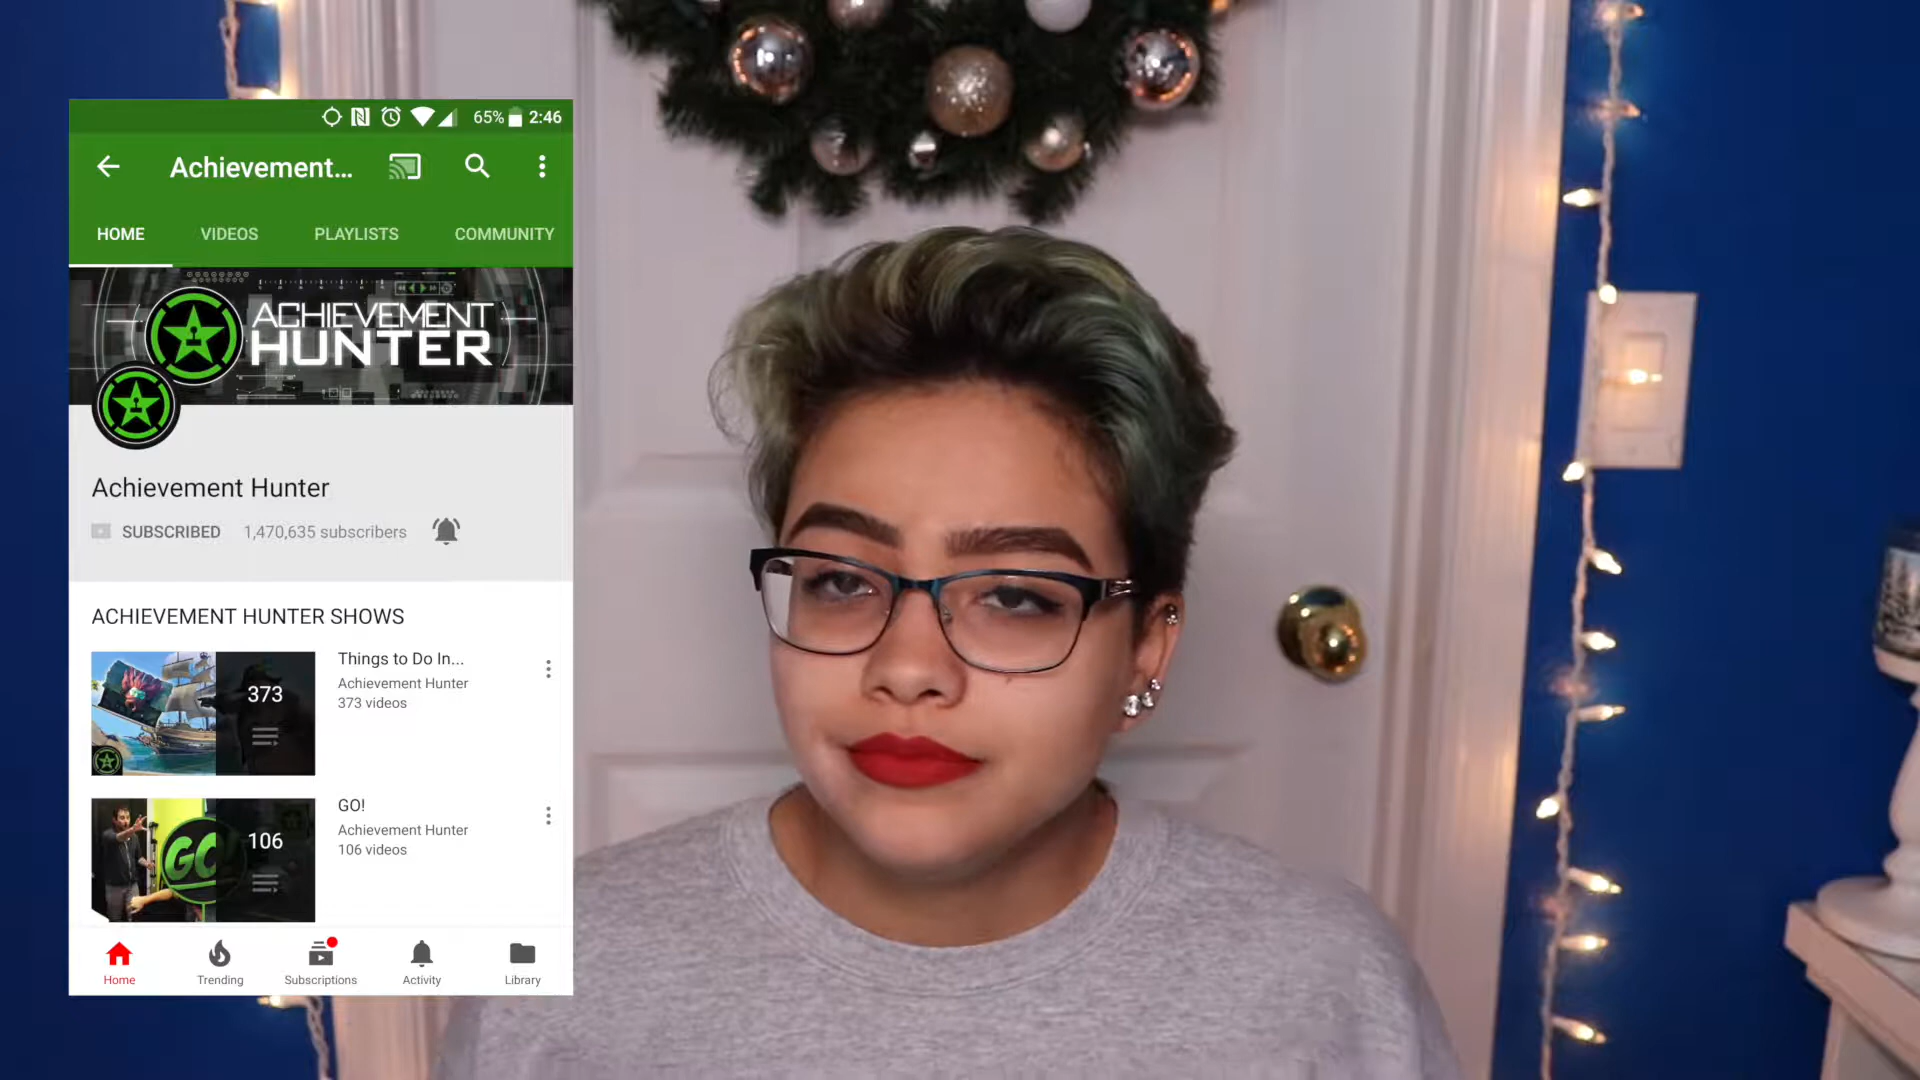 65% 2:46
Achievement...
HOME VIDEOS PLAYLISTS COMMUNITY
ACHIEVEMENT
HUNTER
Achievement Hunter
SUBSCRIBED 1,470,635 subscribers
ACHIEVEMENT HUNTER SHOWS
373
Things to Do In...
Achievement Hunter
373 videos
GO!
106
GO!
Achievement Hunter
106 videos
Home Trending Subscriptions Activity Library